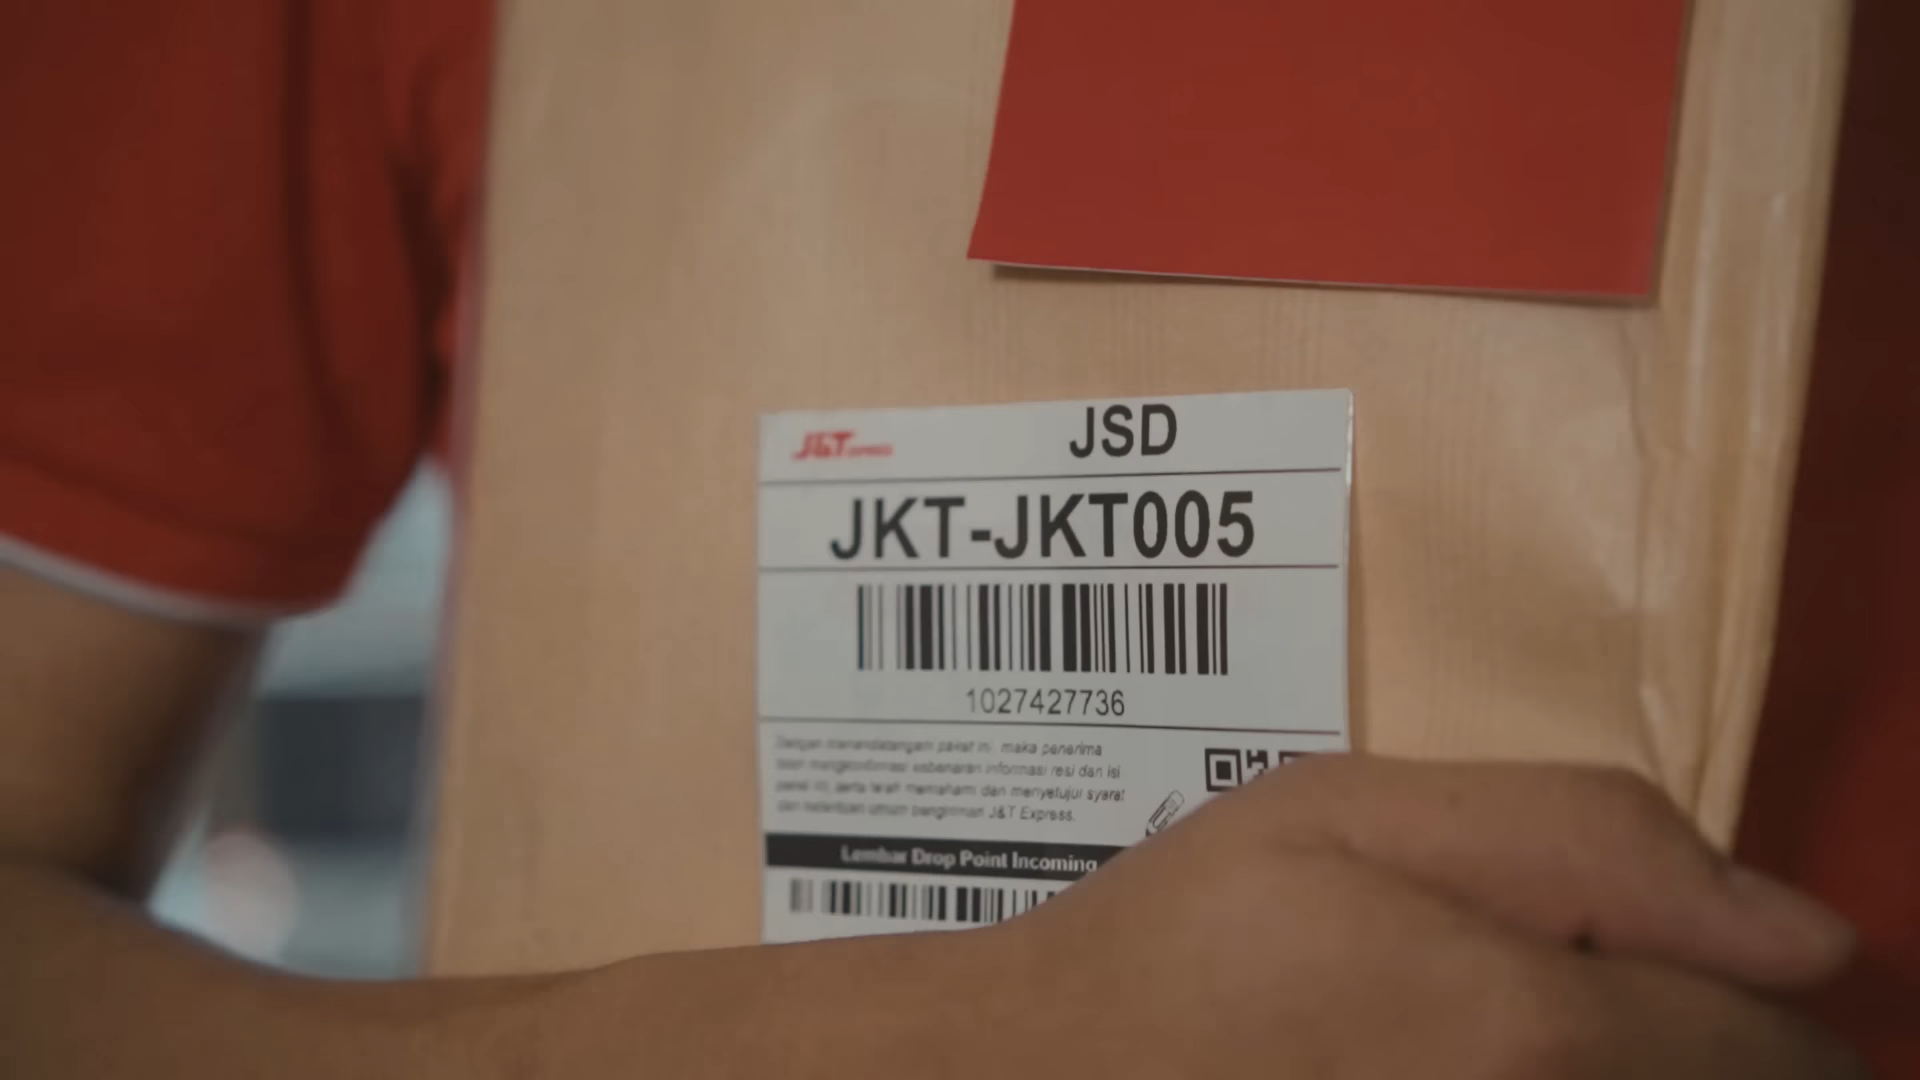 J&T EXPRESS
JSD
JKT-JKT005
1027427736
Dengan menandatangani paket ini, maka penerima
telah mengkonfirmasi kebenaran informasi resi dan isi
paket ini, serta telah memahami dan menyetujui syarat
dan ketentuan umum pengiriman J&T Express.
Lembar Drop Point Incoming